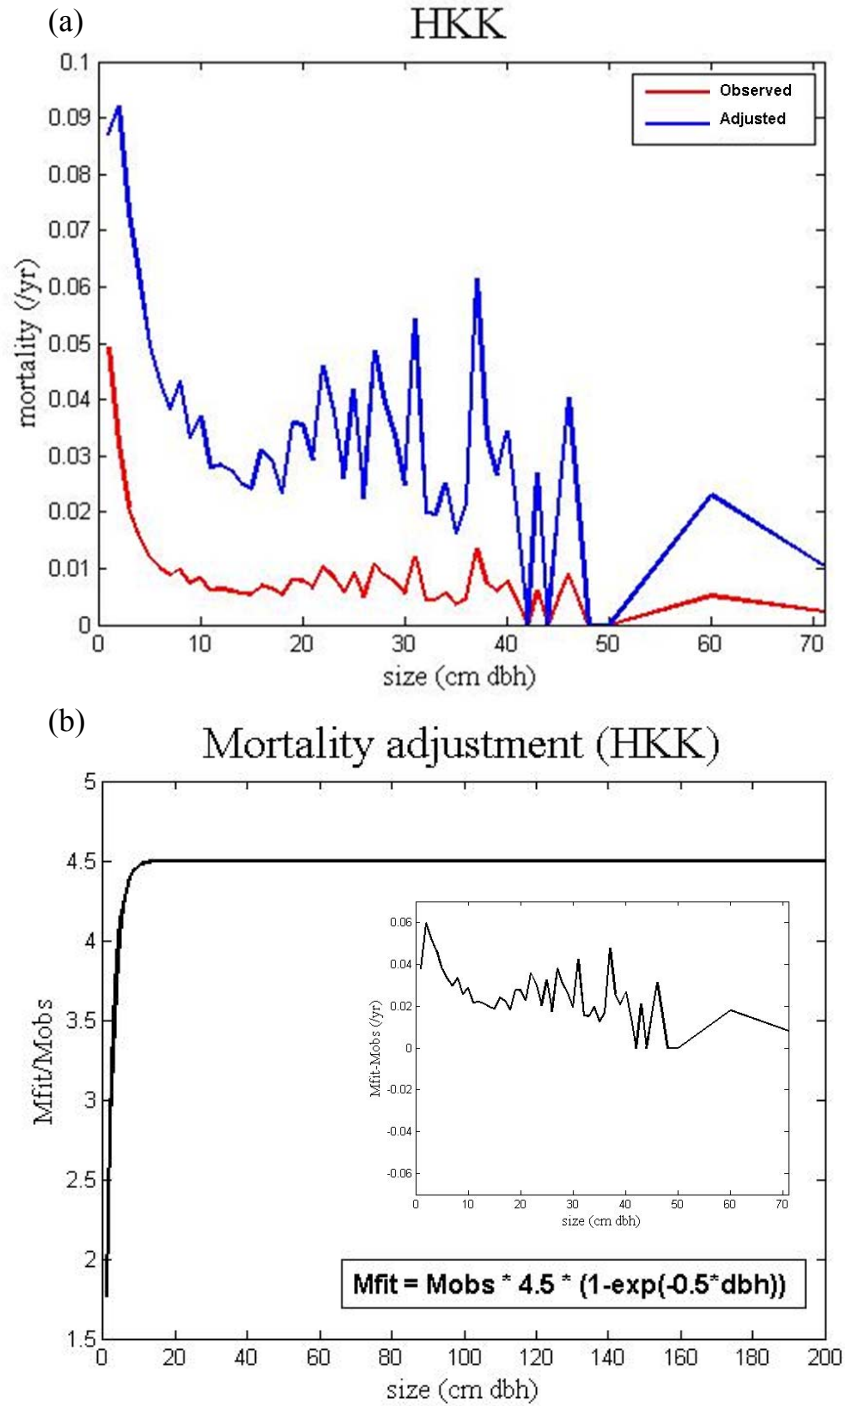 (a)
HKK
0.1
0.09
0.08
0.07
0.06
0.05
0.04
0.03
0.02
0.01
0
mortality (/yr)
Observed
Adjusted
0 10 20 30 40 50 60 70
size (cm dbh)
(b)
Mortality adjustment (HKK)
5
4.5
4
3.5
3
2.5
2
1.5
Mfit/Mobs
0.06
0.04
0.02
0
-0.02
-0.04
-0.06
Mfit-Mobs (/yr)
0 10 20 30 40 50 60 70
size (cm dbh)
Mfit = Mobs * 4.5 * (1-exp(-0.5*dbh))
0 20 40 60 80 100 120 140 160 180 200
size (cm dbh)